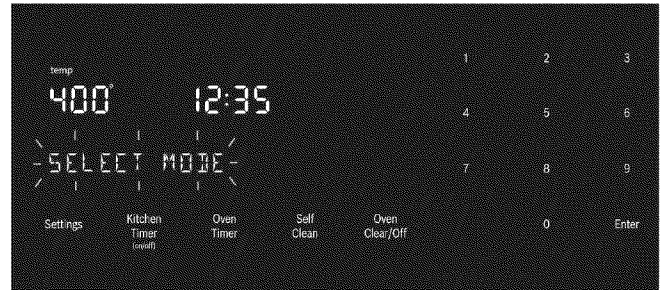 temp
400°
12:35
SELECT MODE
Settings
Kitchen Timer (on/off)
Oven Timer
Self Clean
Oven Clear/Off
1 2 3
4 5 6
7 8 9
0 Enter